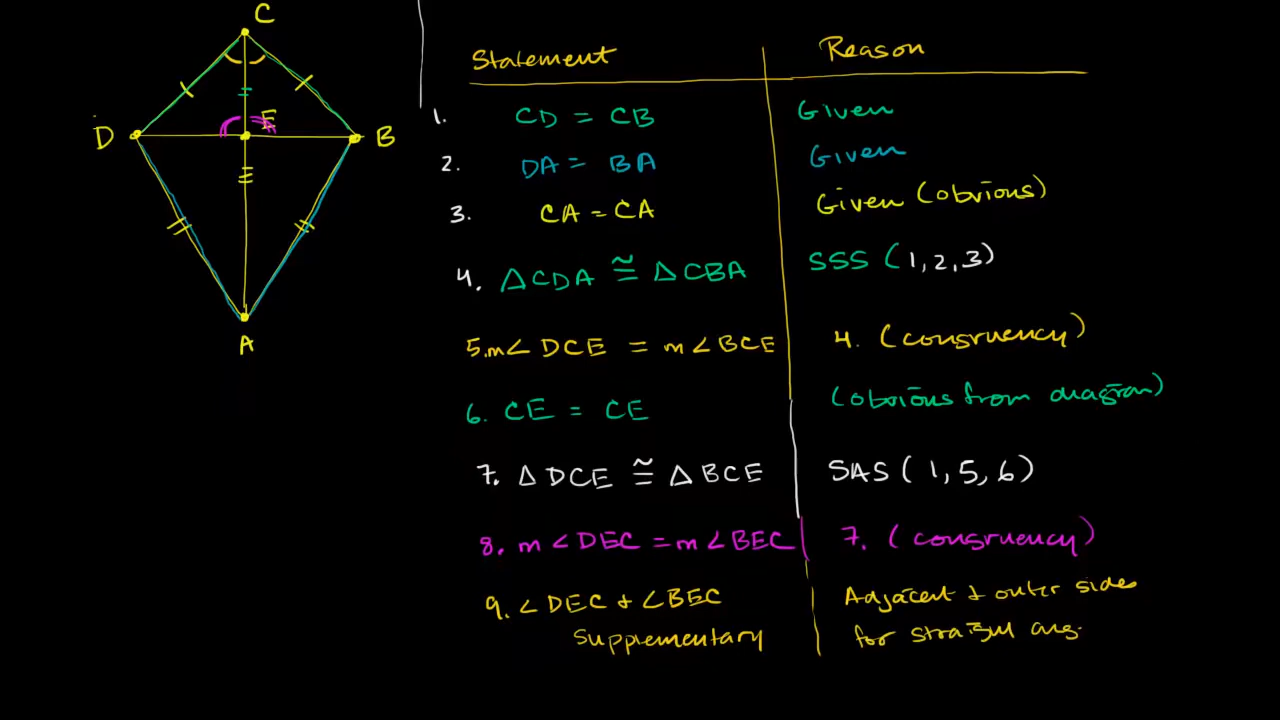 C
D
E
B
A
Statement
Reason
1. CD = CB
Given
2. DA = BA
Given
3. CA = CA
Given (obvious)
4. △CDA ≅ △CBA
SSS (1,2,3)
5. m∠DCE = m∠BCE
4. (congruency)
6. CE = CE
(obvious from diagram)
7. △DCE ≅ △BCE
SAS (1,5,6)
8. m∠DEC = m∠BEC
7. (congruency)
9. ∠DEC + ∠BEC
supplementary
Adjacent + outer sides
for straight ang.